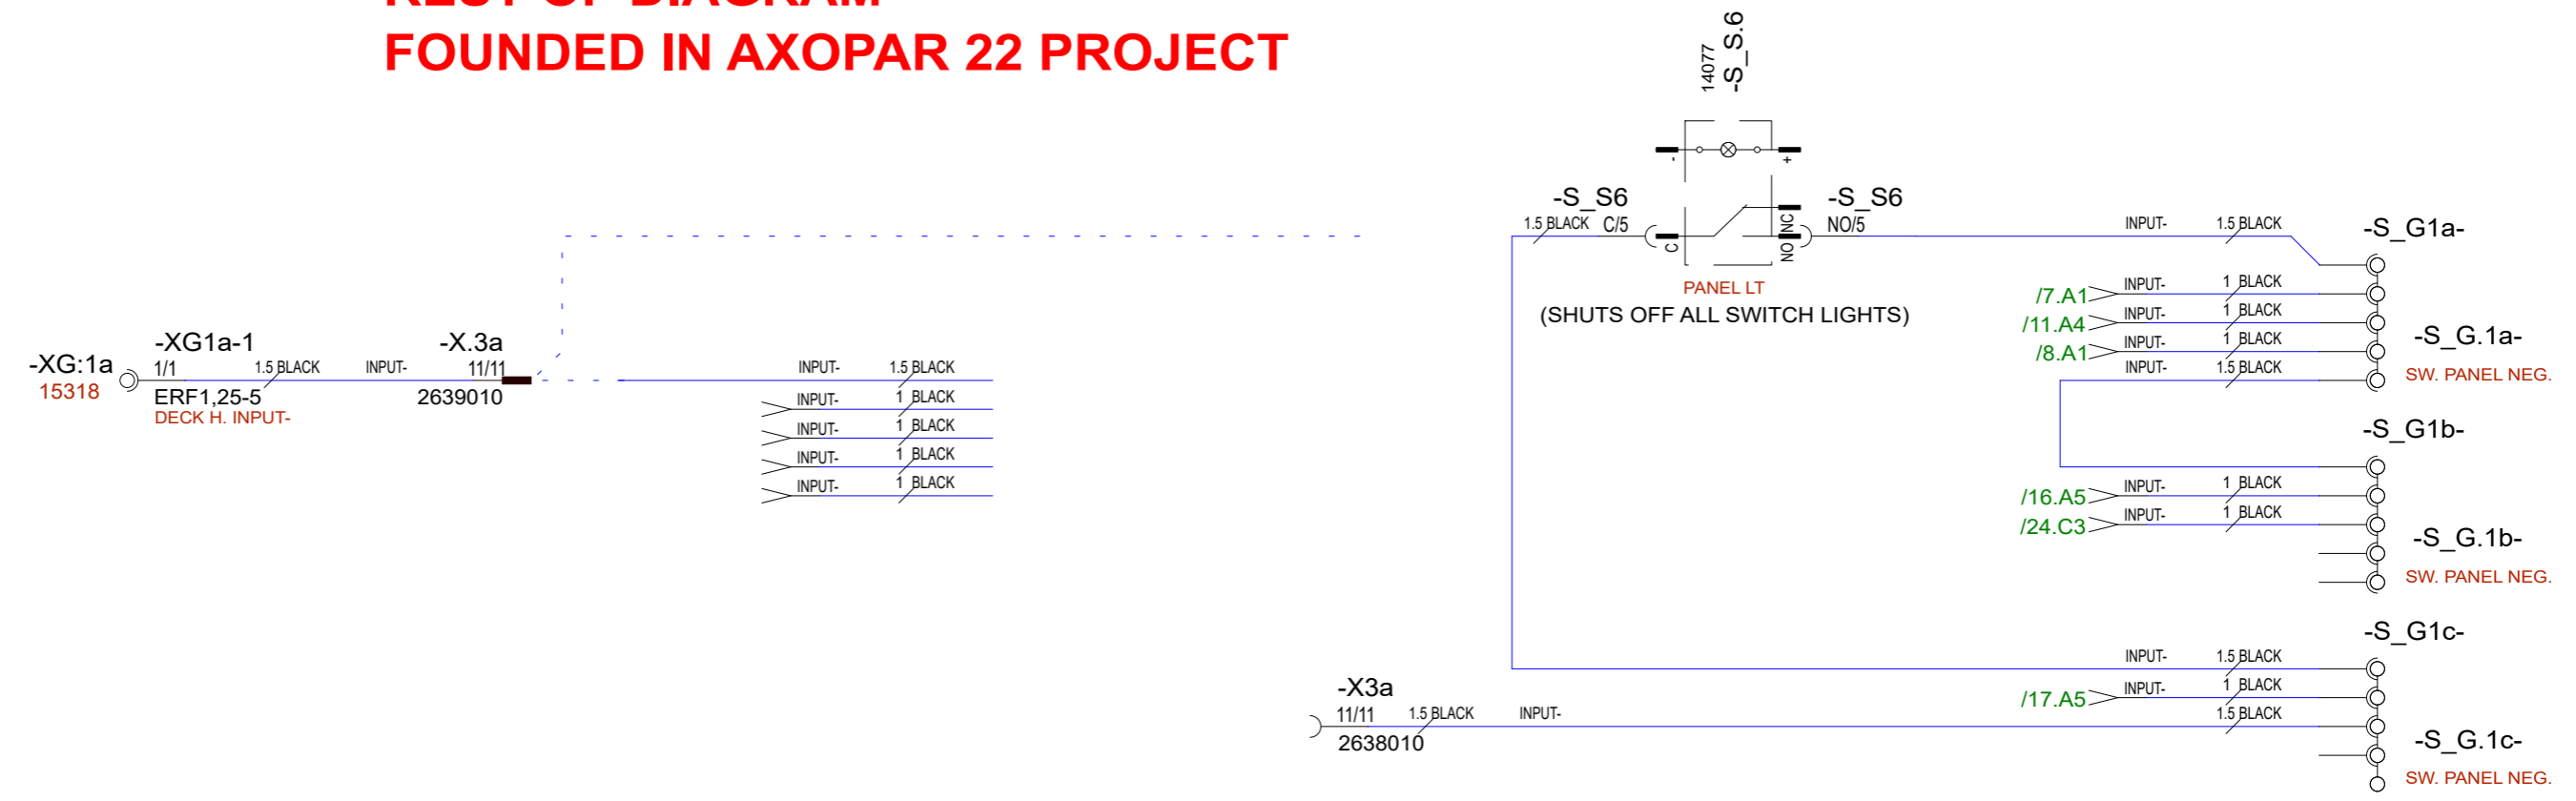 REST OF DIAGRAM
FOUNDED IN AXOPAR 22 PROJECT
14077
-S_S.6
-
+
-S_S6
1.5 BLACK C/5
C
NO NC
-S_S6
NO/5
INPUT- 1.5 BLACK
-S_G1a-
PANEL LT
(SHUTS OFF ALL SWITCH LIGHTS)
/7.A1 INPUT- 1 BLACK
/11.A4 INPUT- 1 BLACK
/8.A1 INPUT- 1 BLACK
INPUT- 1.5 BLACK
-S_G.1a-
SW. PANEL NEG.
-XG:1a
15318
-XG1a-1
1/1 1.5 BLACK INPUT-
ERF1,25-5
DECK H. INPUT-
-X.3a
11/11
2639010
INPUT- 1.5 BLACK
INPUT- 1 BLACK
INPUT- 1 BLACK
INPUT- 1 BLACK
INPUT- 1 BLACK
-S_G1b-
/16.A5 INPUT- 1 BLACK
/24.C3 INPUT- 1 BLACK
-S_G.1b-
SW. PANEL NEG.
-S_G1c-
INPUT- 1.5 BLACK
/17.A5 INPUT- 1 BLACK
1.5 BLACK
-X3a
11/11 1.5 BLACK INPUT-
2638010
-S_G.1c-
SW. PANEL NEG.